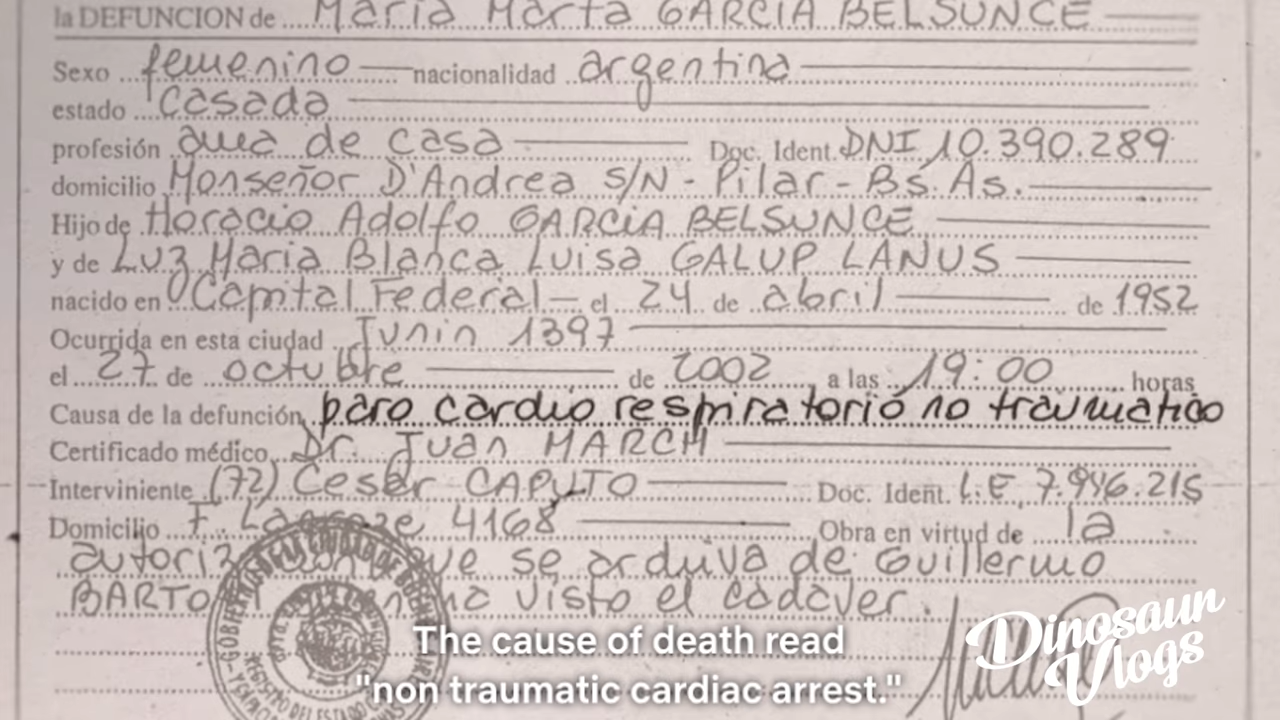 la DEFUNCION de Maria Marta GARCIA BELSUNCE
Sexo femenino nacionalidad argentina
estado casada
profesión ama de casa Doc. Ident. DNI 10.390.289
domicilio Monseñor D'Andrea S/N - Pilar - Bs. As.
Hijo de Horacio Adolfo GARCIA BELSUNCE
y de Luz Maria Blanca Luisa GALUP LANUS
nacido en Capital Federal - el 24 de abril de 1952
Ocurrida en esta ciudad Junin 1397
el 27 de octubre de 2002 a las 19:00 horas
Causa de la defunción paro cardio respiratorio no traumatico
Certificado médico Dr. Juan MARCH
Interviniente (72) Cesar CAPUTO Doc. Ident. L.E 7.946.215
Domicilio F. 4168 Obra en virtud de la
que se archiva de Guillermo
visto el cadaver.
The cause of death read
"non traumatic cardiac arrest."
Dinosaur
Vlogs